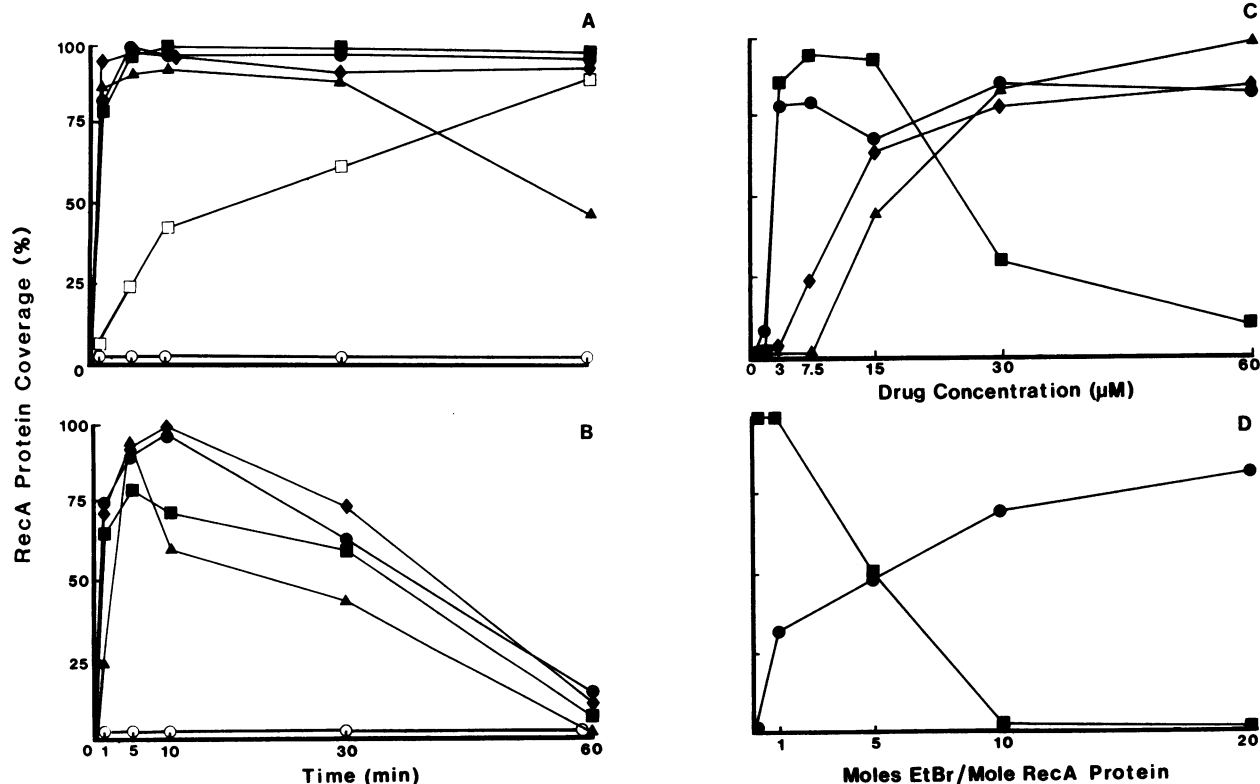 A
100
75
50
25
0
RecA Protein Coverage (%)
B
100
75
50
25
0 1 5 10 30 60
Time (min)
C
0 3 7.5 15 30 60
Drug Concentration (µM)
D
1 5 10 20
Moles EtBr/Mole RecA Protein